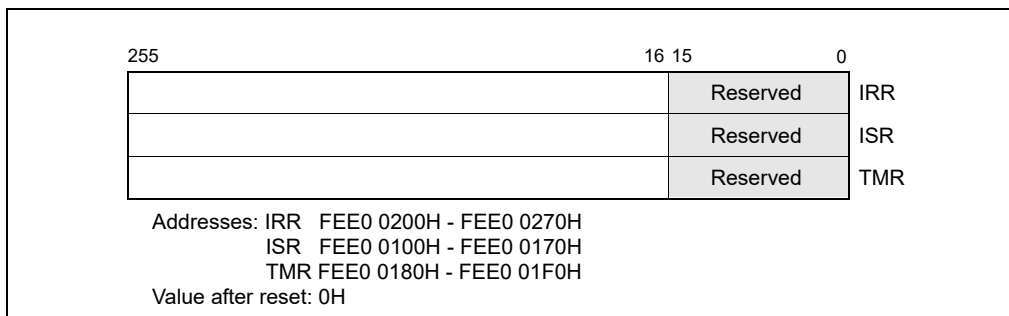 255 16 15 0
Reserved IRR
Reserved ISR
Reserved TMR
Addresses: IRR FEE0 0200H - FEE0 0270H
ISR FEE0 0100H - FEE0 0170H
TMR FEE0 0180H - FEE0 01F0H
Value after reset: 0H